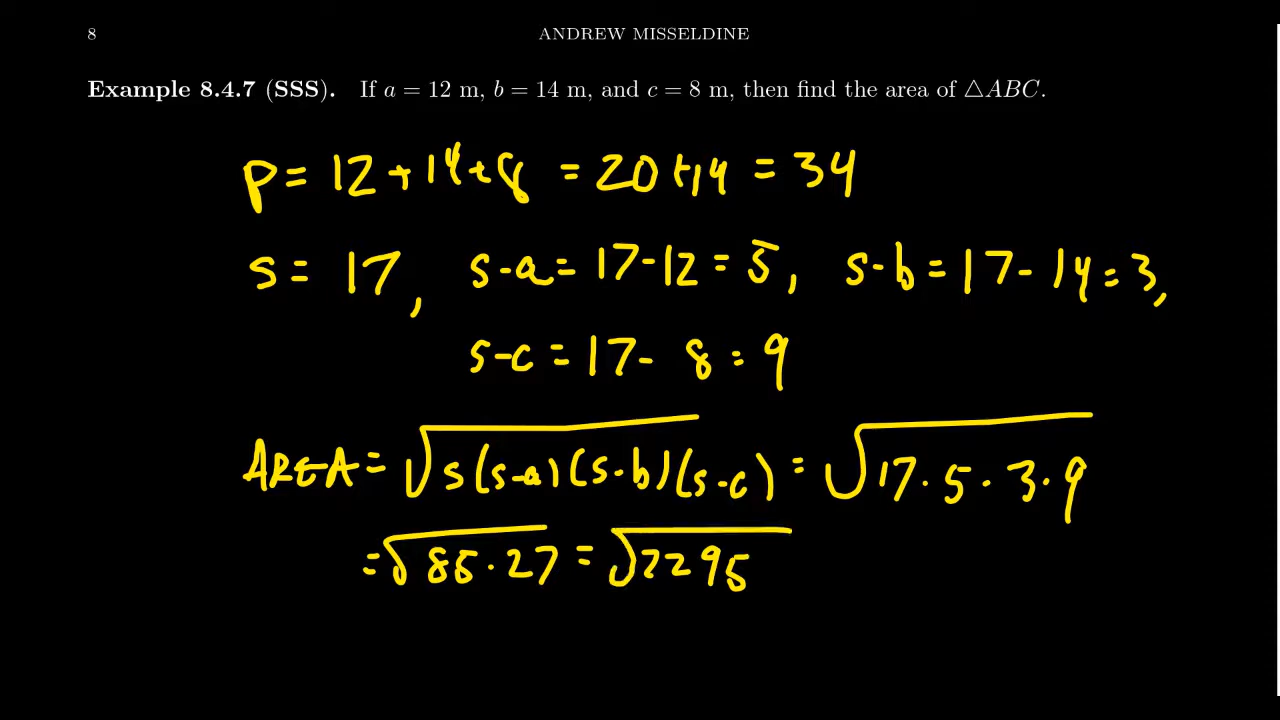 8 ANDREW MISSELDINE
Example 8.4.7 (SSS). If a = 12 m, b = 14 m, and c = 8 m, then find the area of △ABC.
p = 12 + 14 + 8 = 20 + 14 = 34
s = 17, s-a = 17-12 = 5, s-b = 17-14 = 3,
s-c = 17-8 = 9
AREA = √s(s-a)(s-b)(s-c) = √17·5·3·9
= √85·27 = √2295